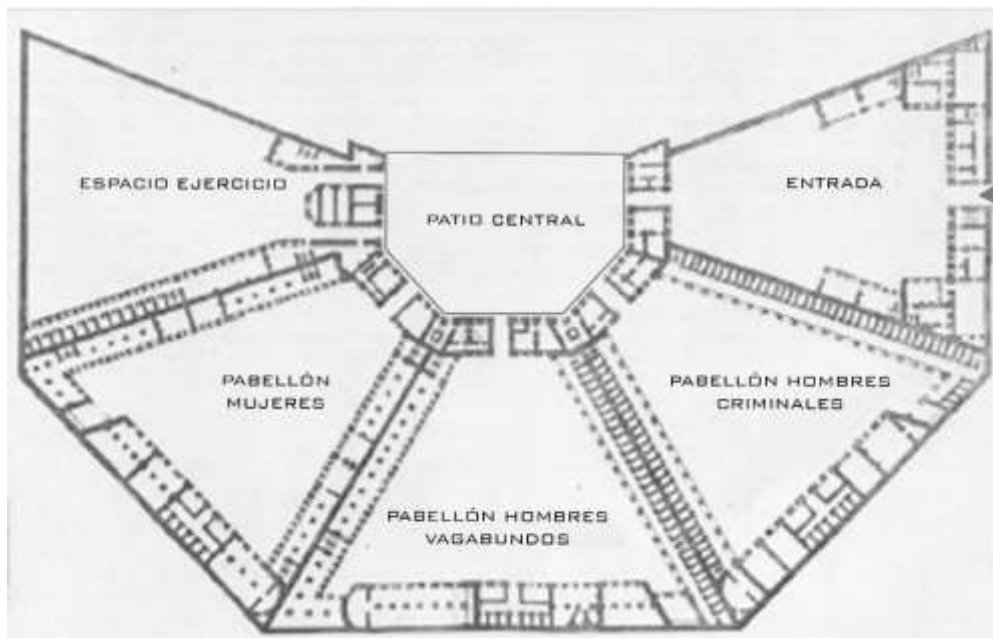 ESPACIO EJERCICIO
ENTRADA
PATIO CENTRAL
PABELLÓN
MUJERES
PABELLÓN HOMBRES
CRIMINALES
PABELLÓN HOMBRES
VAGABUNDOS